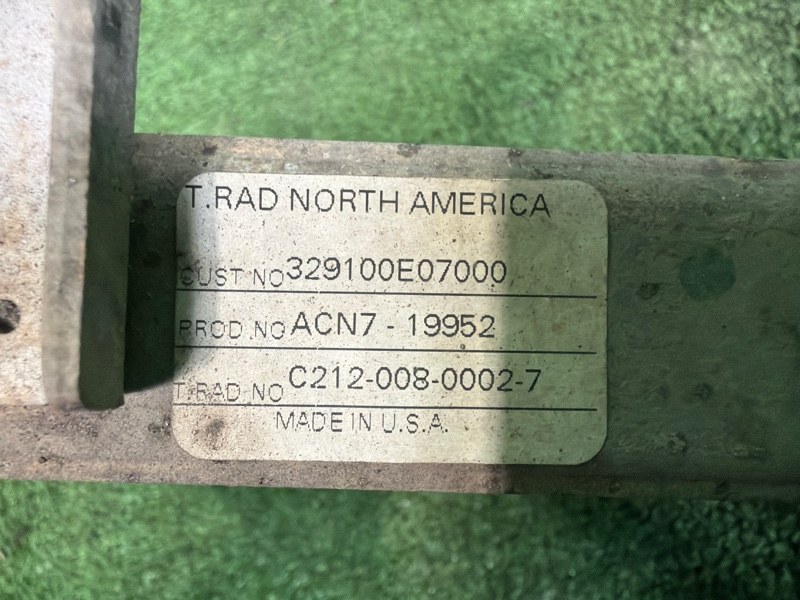 T.RAD NORTH AMERICA
CUST NO 329100E07000
PROD.NO ACN7 - 19952
T.RAD NO C212-008-0002-7
MADE IN U.S.A.